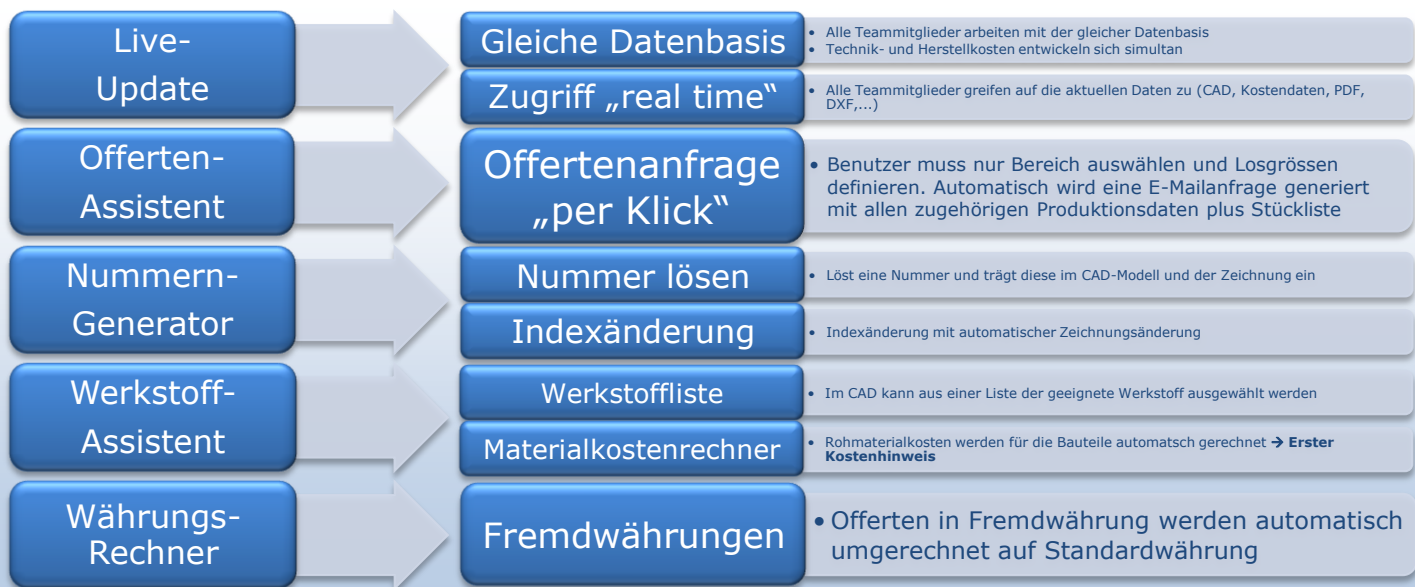 Live-
Update
Gleiche Datenbasis
• Alle Teammitglieder arbeiten mit der gleicher Datenbasis
• Technik- und Herstellkosten entwickeln sich simultan
Zugriff „real time“
• Alle Teammitglieder greifen auf die aktuellen Daten zu (CAD, Kostendaten, PDF,
DXF,...)
Offerten-
Assistent
Offertenanfrage
„per Klick“
• Benutzer muss nur Bereich auswählen und Losgrössen
definieren. Automatisch wird eine E-Mailanfrage generiert
mit allen zugehörigen Produktionsdaten plus Stückliste
Nummern-
Generator
Nummer lösen
• Löst eine Nummer und trägt diese im CAD-Modell und der Zeichnung ein
Indexänderung
• Indexänderung mit automatischer Zeichnungsänderung
Werkstoff-
Assistent
Werkstoffliste
• Im CAD kann aus einer Liste der geeignete Werkstoff ausgewählt werden
Materialkostenrechner
• Rohmaterialkosten werden für die Bauteile automatsch gerechnet → Erster
Kostenhinweis
Währungs-
Rechner
Fremdwährungen
• Offerten in Fremdwährung werden automatisch
umgerechnet auf Standardwährung